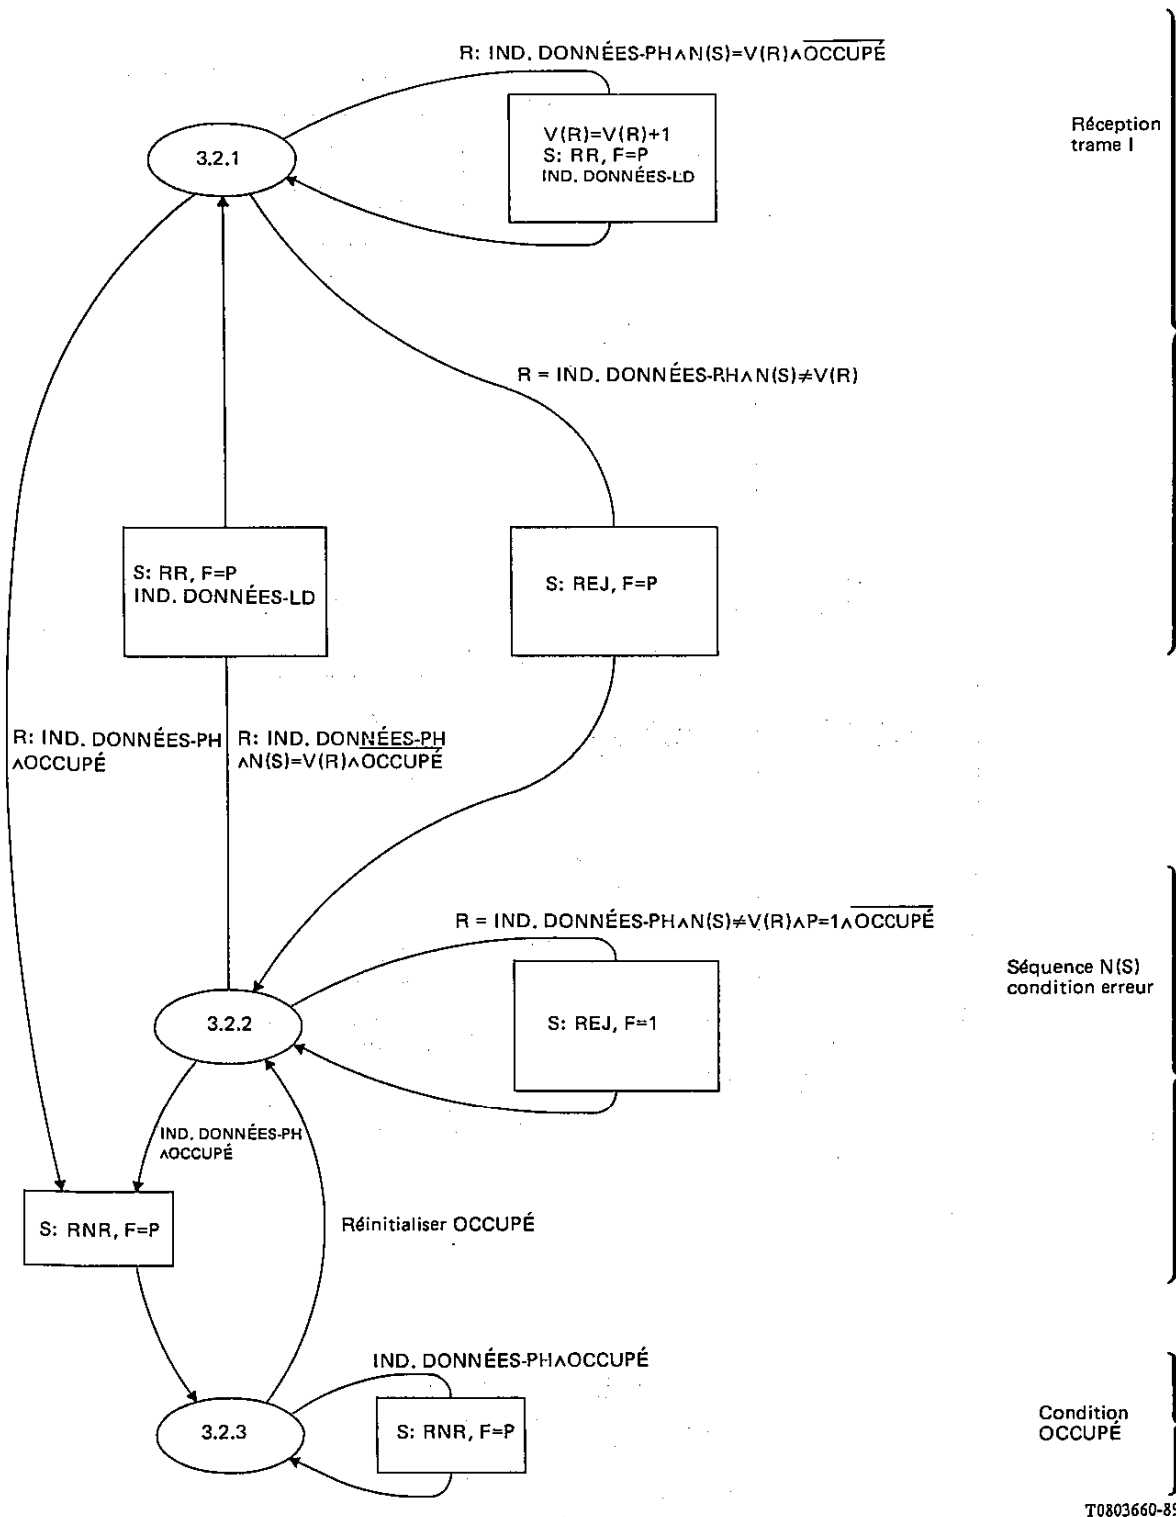 R: IND. DONNÉES-PH∧N(S)=V(R)∧O̅C̅C̅U̅P̅É̅
Réception
trame I
3.2.1
V(R)=V(R)+1
S: RR, F=P
IND. DONNÉES-LD
R = IND. DONNÉES-PH∧N(S)≠V(R)
S: RR, F=P
IND. DONNÉES-LD
S: REJ, F=P
R: IND. DONNÉES-PH
∧OCCUPÉ
R: IND. DONNÉES-PH
∧N(S)=V(R)∧O̅C̅C̅U̅P̅É̅
R = IND. DONNÉES-PH∧N(S)≠V(R)∧P=1∧O̅C̅C̅U̅P̅É̅
Séquence N(S)
condition erreur
3.2.2
S: REJ, F=1
IND. DONNÉES-PH
∧OCCUPÉ
S: RNR, F=P
Réinitialiser OCCUPÉ
IND. DONNÉES-PH∧OCCUPÉ
3.2.3
S: RNR, F=P
Condition
OCCUPÉ
T0803660-89